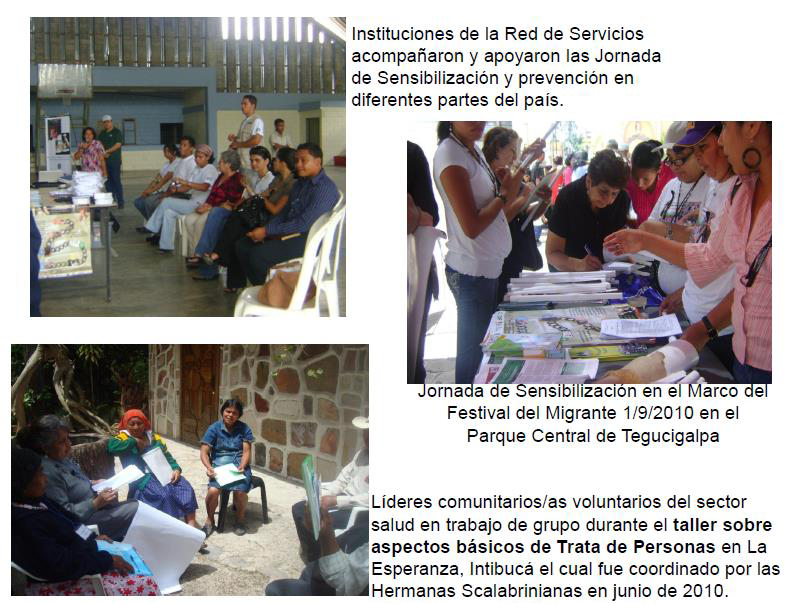 Instituciones de la Red de Servicios
acompañaron y apoyaron las Jornada
de Sensibilización y prevención en
diferentes partes del país.
Jornada de Sensibilización en el Marco del
Festival del Migrante 1/9/2010 en el
Parque Central de Tegucigalpa
Líderes comunitarios/as voluntarios del sector
salud en trabajo de grupo durante el taller sobre
aspectos básicos de Trata de Personas en La
Esperanza, Intibucá el cual fue coordinado por las
Hermanas Scalabrinianas en junio de 2010.